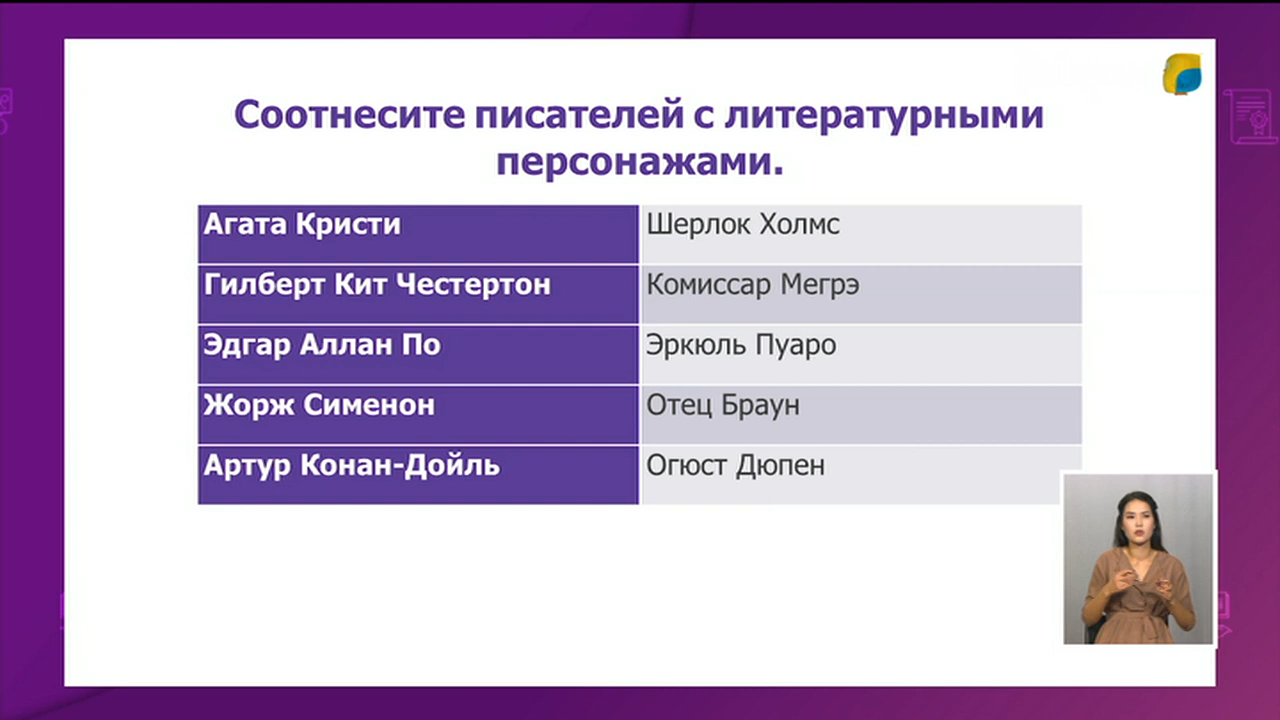 Соотнесите писателей с литературными
персонажами.
Агата Кристи Шерлок Холмс
Гилберт Кит Честертон Комиссар Мегрэ
Эдгар Аллан По Эркюль Пуаро
Жорж Сименон Отец Браун
Артур Конан-Дойль Огюст Дюпен